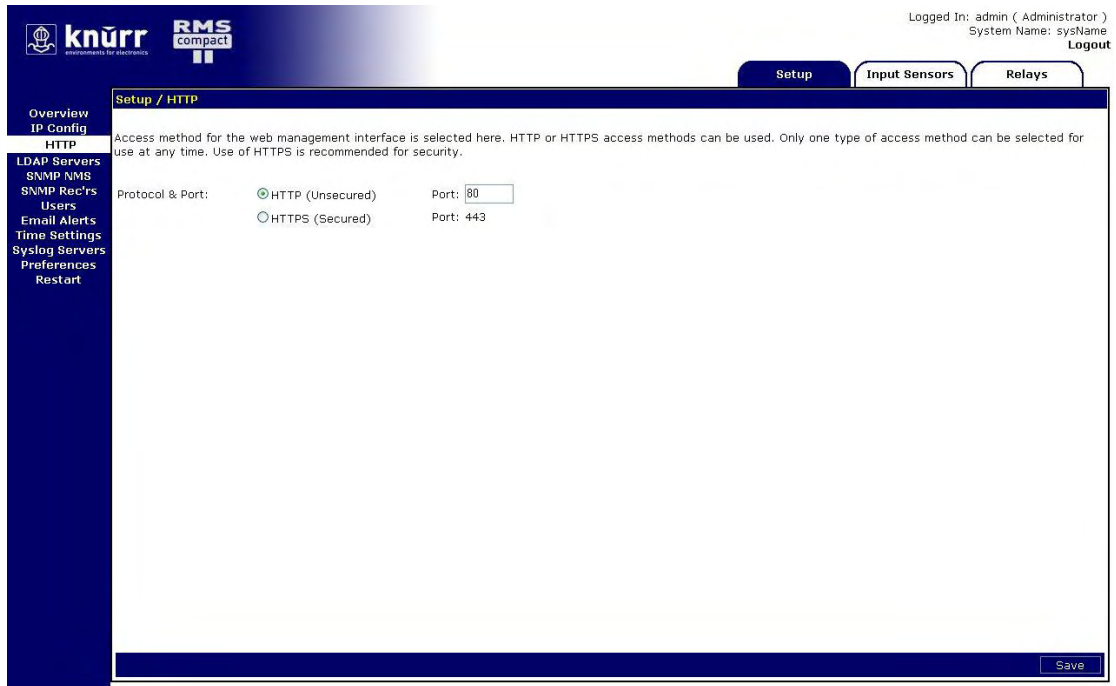 knürr
environments for electronics
RMS
compact
Logged In: admin ( Administrator )
System Name: sysName
Logout
Setup
Input Sensors
Relays
Overview
IP Config
HTTP
LDAP Servers
SNMP NMS
SNMP Rec'rs
Users
Email Alerts
Time Settings
Syslog Servers
Preferences
Restart
Setup / HTTP
Access method for the web management interface is selected here. HTTP or HTTPS access methods can be used. Only one type of access method can be selected for
use at any time. Use of HTTPS is recommended for security.
Protocol & Port: HTTP (Unsecured) Port: 80
HTTPS (Secured) Port: 443
Save